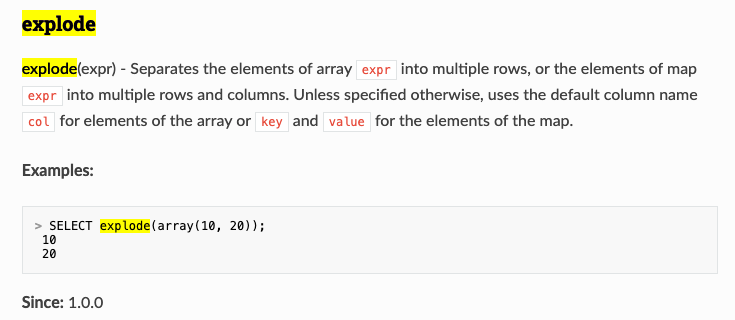 explode
explode(expr) - Separates the elements of array expr into multiple rows, or the elements of map
expr into multiple rows and columns. Unless specified otherwise, uses the default column name
col for elements of the array or key and value for the elements of the map.
Examples:
> SELECT explode(array(10, 20));
10
20
Since: 1.0.0